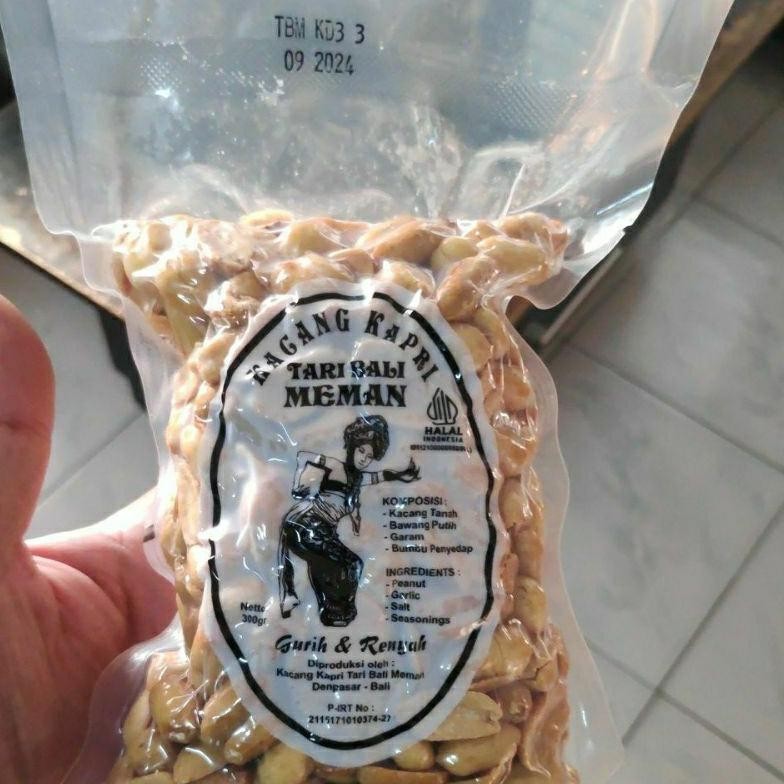 TBM KD3 3
09 2024
KACANG KAPRI
TARI BALI
MEMAN
HALAL
INDONESIA
KOMPOSISI :
- Kacang Tanah
- Bawang Putih
- Garam
- Bumbu Penyedap
INGREDIENTS :
- Peanut
- Garlic
- Salt
- Seasonings
Netto
300gr
Gurih & Renyah
Diproduksi oleh :
Kacang Kapri Tari Bali Meman
Denpasar - Bali
P-IRT No :
2115171010374-27